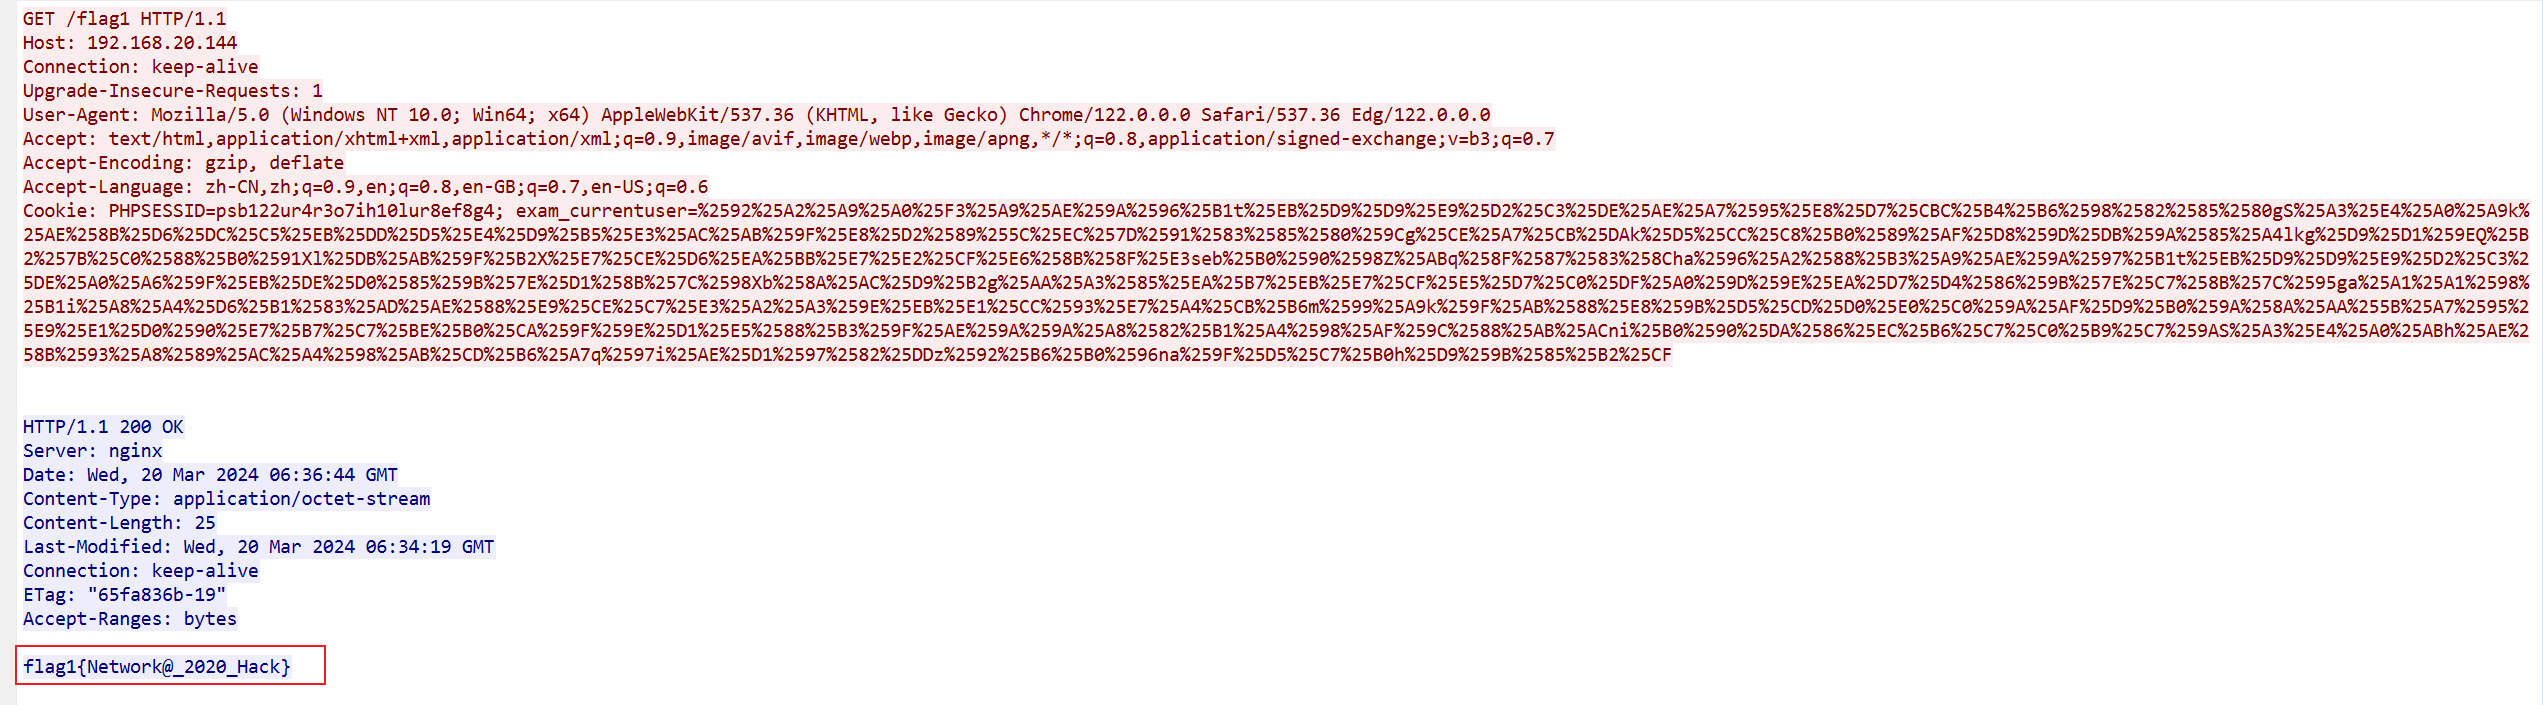 GET /flag1 HTTP/1.1
Host: 192.168.20.144
Connection: keep-alive
Upgrade-Insecure-Requests: 1
User-Agent: Mozilla/5.0 (Windows NT 10.0; Win64; x64) AppleWebKit/537.36 (KHTML, like Gecko) Chrome/122.0.0.0 Safari/537.36 Edg/122.0.0.0
Accept: text/html,application/xhtml+xml,application/xml;q=0.9,image/avif,image/webp,image/apng,*/*;q=0.8,application/signed-exchange;v=b3;q=0.7
Accept-Encoding: gzip, deflate
Accept-Language: zh-CN,zh;q=0.9,en;q=0.8,en-GB;q=0.7,en-US;q=0.6
Cookie: PHPSESSID=psb122ur4r3o7ih10lur8ef8g4; exam_currentuser=%2592%25A2%25A9%25A0%25F3%25A9%25AE%259A%2596%25B1t%25EB%25D9%25D9%25E9%25D2%25C3%25DE%25AE%25A7%2595%25E8%25D7%25CBC%25B4%25B6%2598%2582%2585%2580gS%25A3%25E4%25A0%25A9k%
25AE%258B%25D6%25DC%25C5%25EB%25DD%25D5%25E4%25D9%25B5%25E3%25AC%25AB%259F%25E8%25D2%2589%255C%25EC%257D%2591%2583%2585%2580%259Cg%25CE%25A7%25CB%25DAk%25D5%25CC%25C8%25B0%2589%25AF%25D8%259D%25DB%259A%2585%25A4lkg%25D9%25D1%259EQ%25B
2%257B%25C0%2588%25B0%2591Xl%25DB%25AB%259F%25B2X%25E7%25CE%25D6%25EA%25BB%25E7%25E2%25CF%25E6%258B%258F%25E3seb%25B0%2590%2598Z%25ABq%258F%2587%2583%258Cha%2596%25A2%2588%25B3%25A9%25AE%259A%2597%25B1t%25EB%25D9%25D9%25E9%25D2%25C3%25
DE%25A0%25A6%259F%25EB%25DE%25D0%2585%259B%257E%25D1%258B%257C%2598Xb%258A%25AC%25D9%25B2g%25AA%25A3%2585%25EA%25B7%25EB%25E7%25CF%25E5%25D7%25C0%25DF%25A0%259D%259E%25EA%25D7%25D4%2586%259B%257E%25C7%258B%257C%2595ga%25A1%25A1%2598%
25B1i%25A8%25A4%25D6%25B1%2583%25AD%25AE%2588%25E9%25CE%25C7%25E3%25A2%25A3%259E%25EB%25E1%25CC%2593%25E7%25A4%25CB%25B6m%2599%25A9k%259F%25AB%2588%25E8%259B%25D5%25CD%25D0%25E0%25C0%259A%25AF%25D9%25B0%259A%258A%25AA%255B%25A7%2595%
25E9%25E1%25D0%2590%25E7%25B7%25C7%25BE%25B0%25CA%259F%259E%25D1%25E5%2588%25B3%259F%25AE%259A%259A%25A8%2582%25B1%25A4%2598%25AF%259C%2588%25AB%25ACni%25B0%2590%25DA%2586%25EC%25B6%25C7%25C0%25B9%25C7%259AS%25A3%25E4%25A0%25ABh%25AE%2
58B%2593%25A8%2589%25AC%25A4%2598%25AB%25CD%25B6%25A7q%2597i%25AE%25D1%2597%2582%25DDz%2592%25B6%25B0%2596na%259F%25D5%25C7%25B0h%25D9%259B%2585%25B2%25CF
HTTP/1.1 200 OK
Server: nginx
Date: Wed, 20 Mar 2024 06:36:44 GMT
Content-Type: application/octet-stream
Content-Length: 25
Last-Modified: Wed, 20 Mar 2024 06:34:19 GMT
Connection: keep-alive
ETag: "65fa836b-19"
Accept-Ranges: bytes
flag1{Network@_2020_Hack}